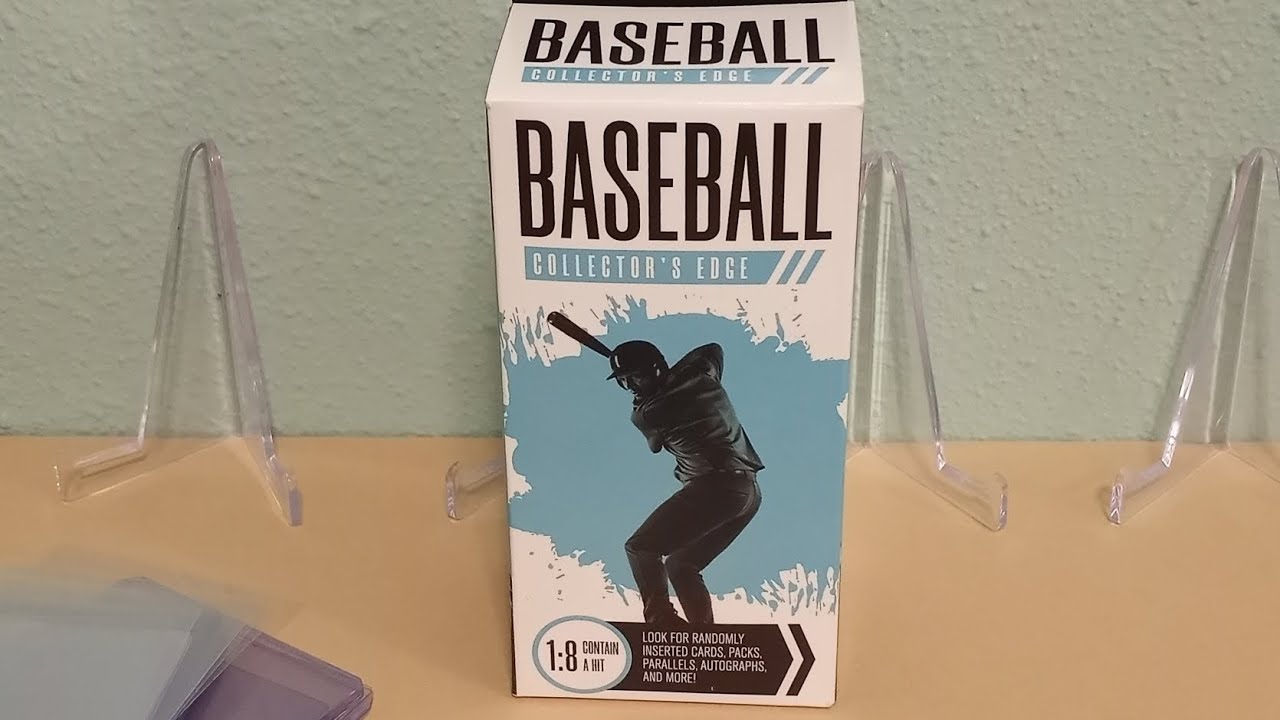 BASEBALL
COLLECTOR'S EDGE
BASEBALL
COLLECTOR'S EDGE
1:8 CONTAIN
A HIT
LOOK FOR RANDOMLY
INSERTED CARDS, PACKS,
PARALLELS, AUTOGRAPHS,
AND MORE!